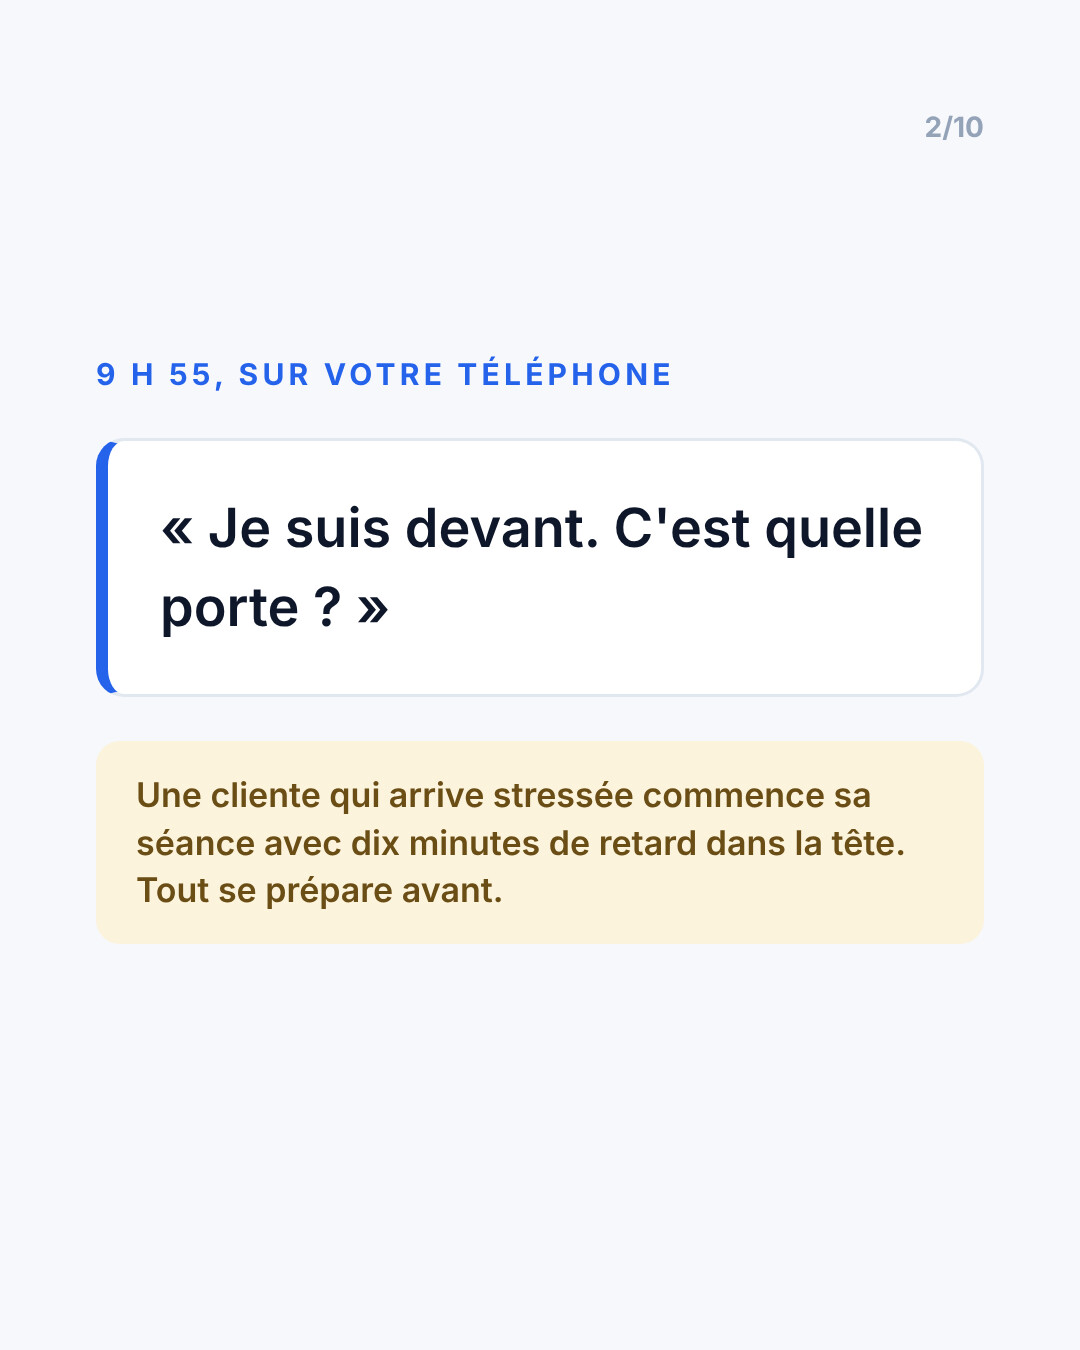 2/10
9 H 55, SUR VOTRE TÉLÉPHONE
« Je suis devant. C'est quelle
porte ? »
Une cliente qui arrive stressée commence sa
séance avec dix minutes de retard dans la tête.
Tout se prépare avant.